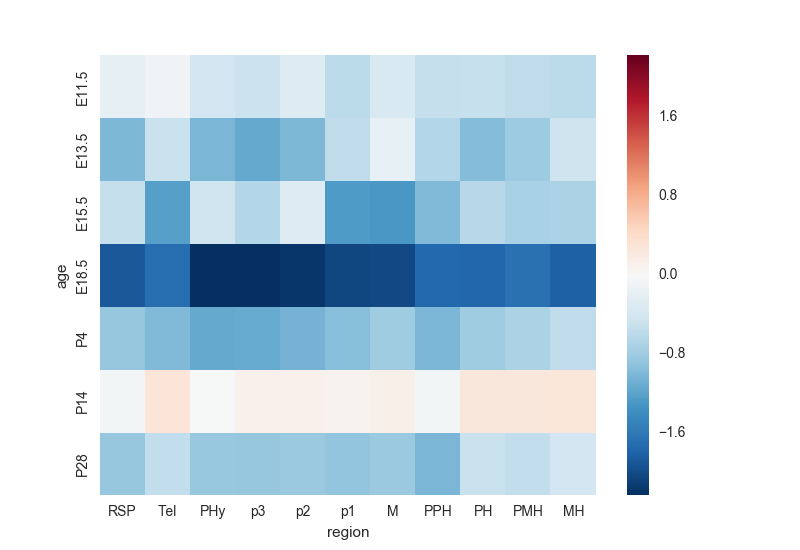 E11.5
E13.5
E15.5
E18.5
P4
P14
P28
age
RSP Tel PHy p3 p2 p1 M PPH PH PMH MH
region
1.6
0.8
0.0
−0.8
−1.6